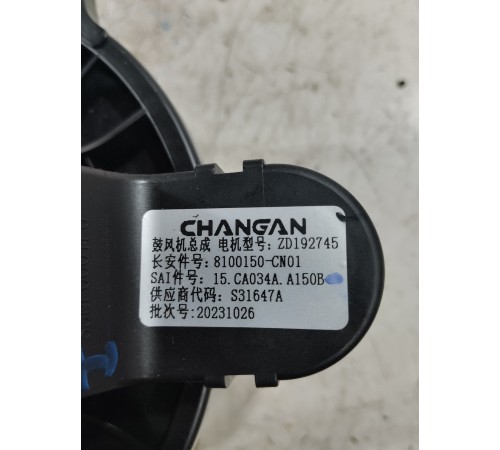 CHANGAN
鼓风机总成 电机型号: ZD192745
长安件号: 8100150-CN01
SAI件号: 15.CA034A.A150B
供应商代码: S31647A
批次号:20231026